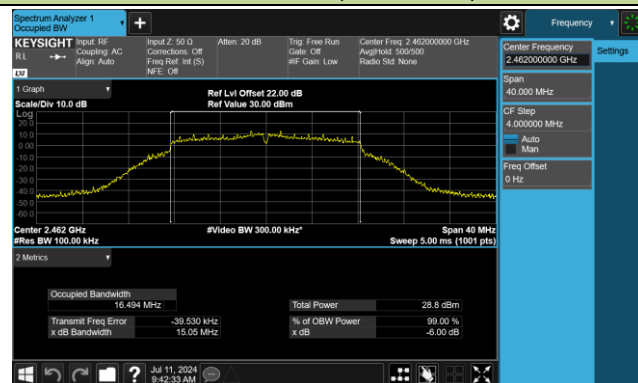 Spectrum Analyzer 1
Occupied BW
Frequency
KEYSIGHT
Input: RF
Input Z: 50 Ω
Atten: 20 dB
Trig: Free Run
Center Freq: 2.462000000 GHz
R L
Coupling: AC
Corrections: Off
Gate: Off
Avg|Hold: 500/500
Align: Auto
Freq Ref: Int (S)
#IF Gain: Low
Radio Std: None
LXI
NFE: Off
Center Frequency
2.462000000 GHz
Settings
Span
40.000 MHz
CF Step
4.000000 MHz
Auto
Man
Freq Offset
0 Hz
1 Graph
Ref Lvl Offset 22.00 dB
Scale/Div 10.0 dB
Ref Value 30.00 dBm
Log
20.0
10.0
0.00
-10.0
-20.0
-30.0
-40.0
-50.0
-60.0
Center 2.462 GHz
#Video BW 300.00 kHz*
Span 40 MHz
#Res BW 100.00 kHz
Sweep 5.00 ms (1001 pts)
2 Metrics
Occupied Bandwidth
16.494 MHz
Total Power
28.8 dBm
Transmit Freq Error
-39.530 kHz
% of OBW Power
99.00 %
x dB Bandwidth
15.05 MHz
x dB
-6.00 dB
Jul 11, 2024
9:42:33 AM